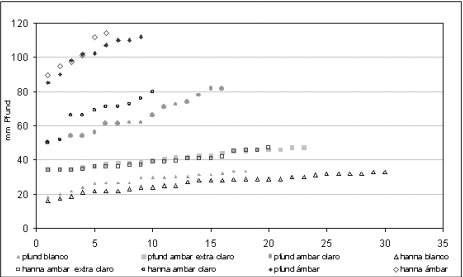 mm Pfund
120
100
80
60
40
20
0
0 5 10 15 20 25 30 35
pfund blanco pfund ambar extra claro pfund ambar claro hanna blanco
hanna ambar extra claro hanna ambar claro pfund ámbar hanna ámbar